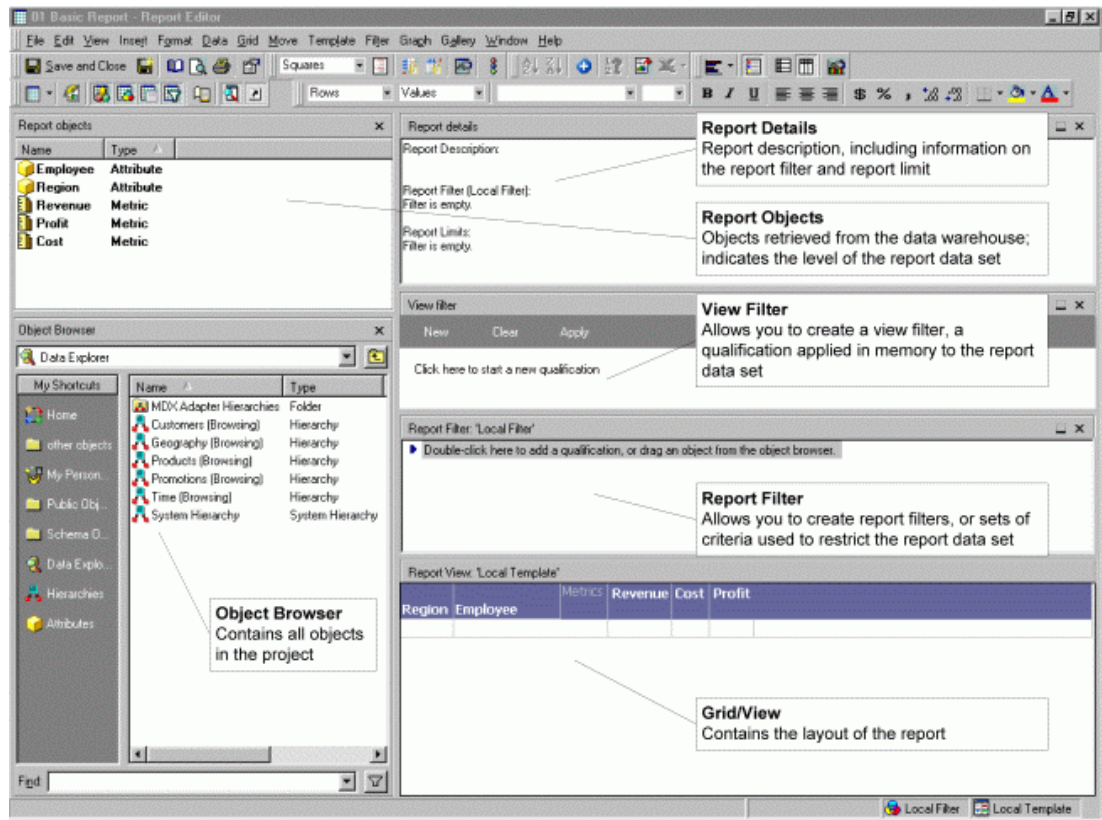 01 Basic Report - Report Editor
File Edit View Insert Format Data Grid Move Template Filter Graph Gallery Window Help
Save and Close Squares
Rows Values B I U $ % ,
Report objects
Name Type
Employee Attribute
Region Attribute
Revenue Metric
Profit Metric
Cost Metric
Report details
Report Description:
Report Filter (Local Filter):
Filter is empty.
Report Limits:
Filter is empty.
Report Details
Report description, including information on
the report filter and report limit
Report Objects
Objects retrieved from the data warehouse;
indicates the level of the report data set
View filter
New Clear Apply
Click here to start a new qualification
View Filter
Allows you to create a view filter, a
qualification applied in memory to the report
data set
Object Browser
Data Explorer
My Shortcuts
Home
other objects
My Person...
Public Obj...
Schema O...
Data Explo...
Hierarchies
Attributes
Name Type
MDX Adapter Hierarchies Folder
Customers (Browsing) Hierarchy
Geography (Browsing) Hierarchy
Products (Browsing) Hierarchy
Promotions (Browsing) Hierarchy
Time (Browsing) Hierarchy
System Hierarchy System Hierarchy
Object Browser
Contains all objects
in the project
Find:
Report Filter: 'Local Filter'
Double-click here to add a qualification, or drag an object from the object browser.
Report Filter
Allows you to create report filters, or sets of
criteria used to restrict the report data set
Report View: 'Local Template'
Metrics Revenue Cost Profit
Region Employee
Grid/View
Contains the layout of the report
Local Filter Local Template